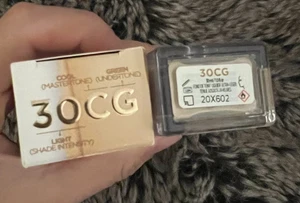 COOL
(MASTERTONE)
GREEN
(UNDERTONE)
30CG
LIGHT
(SHADE INTENSITY)
30CG
20X602